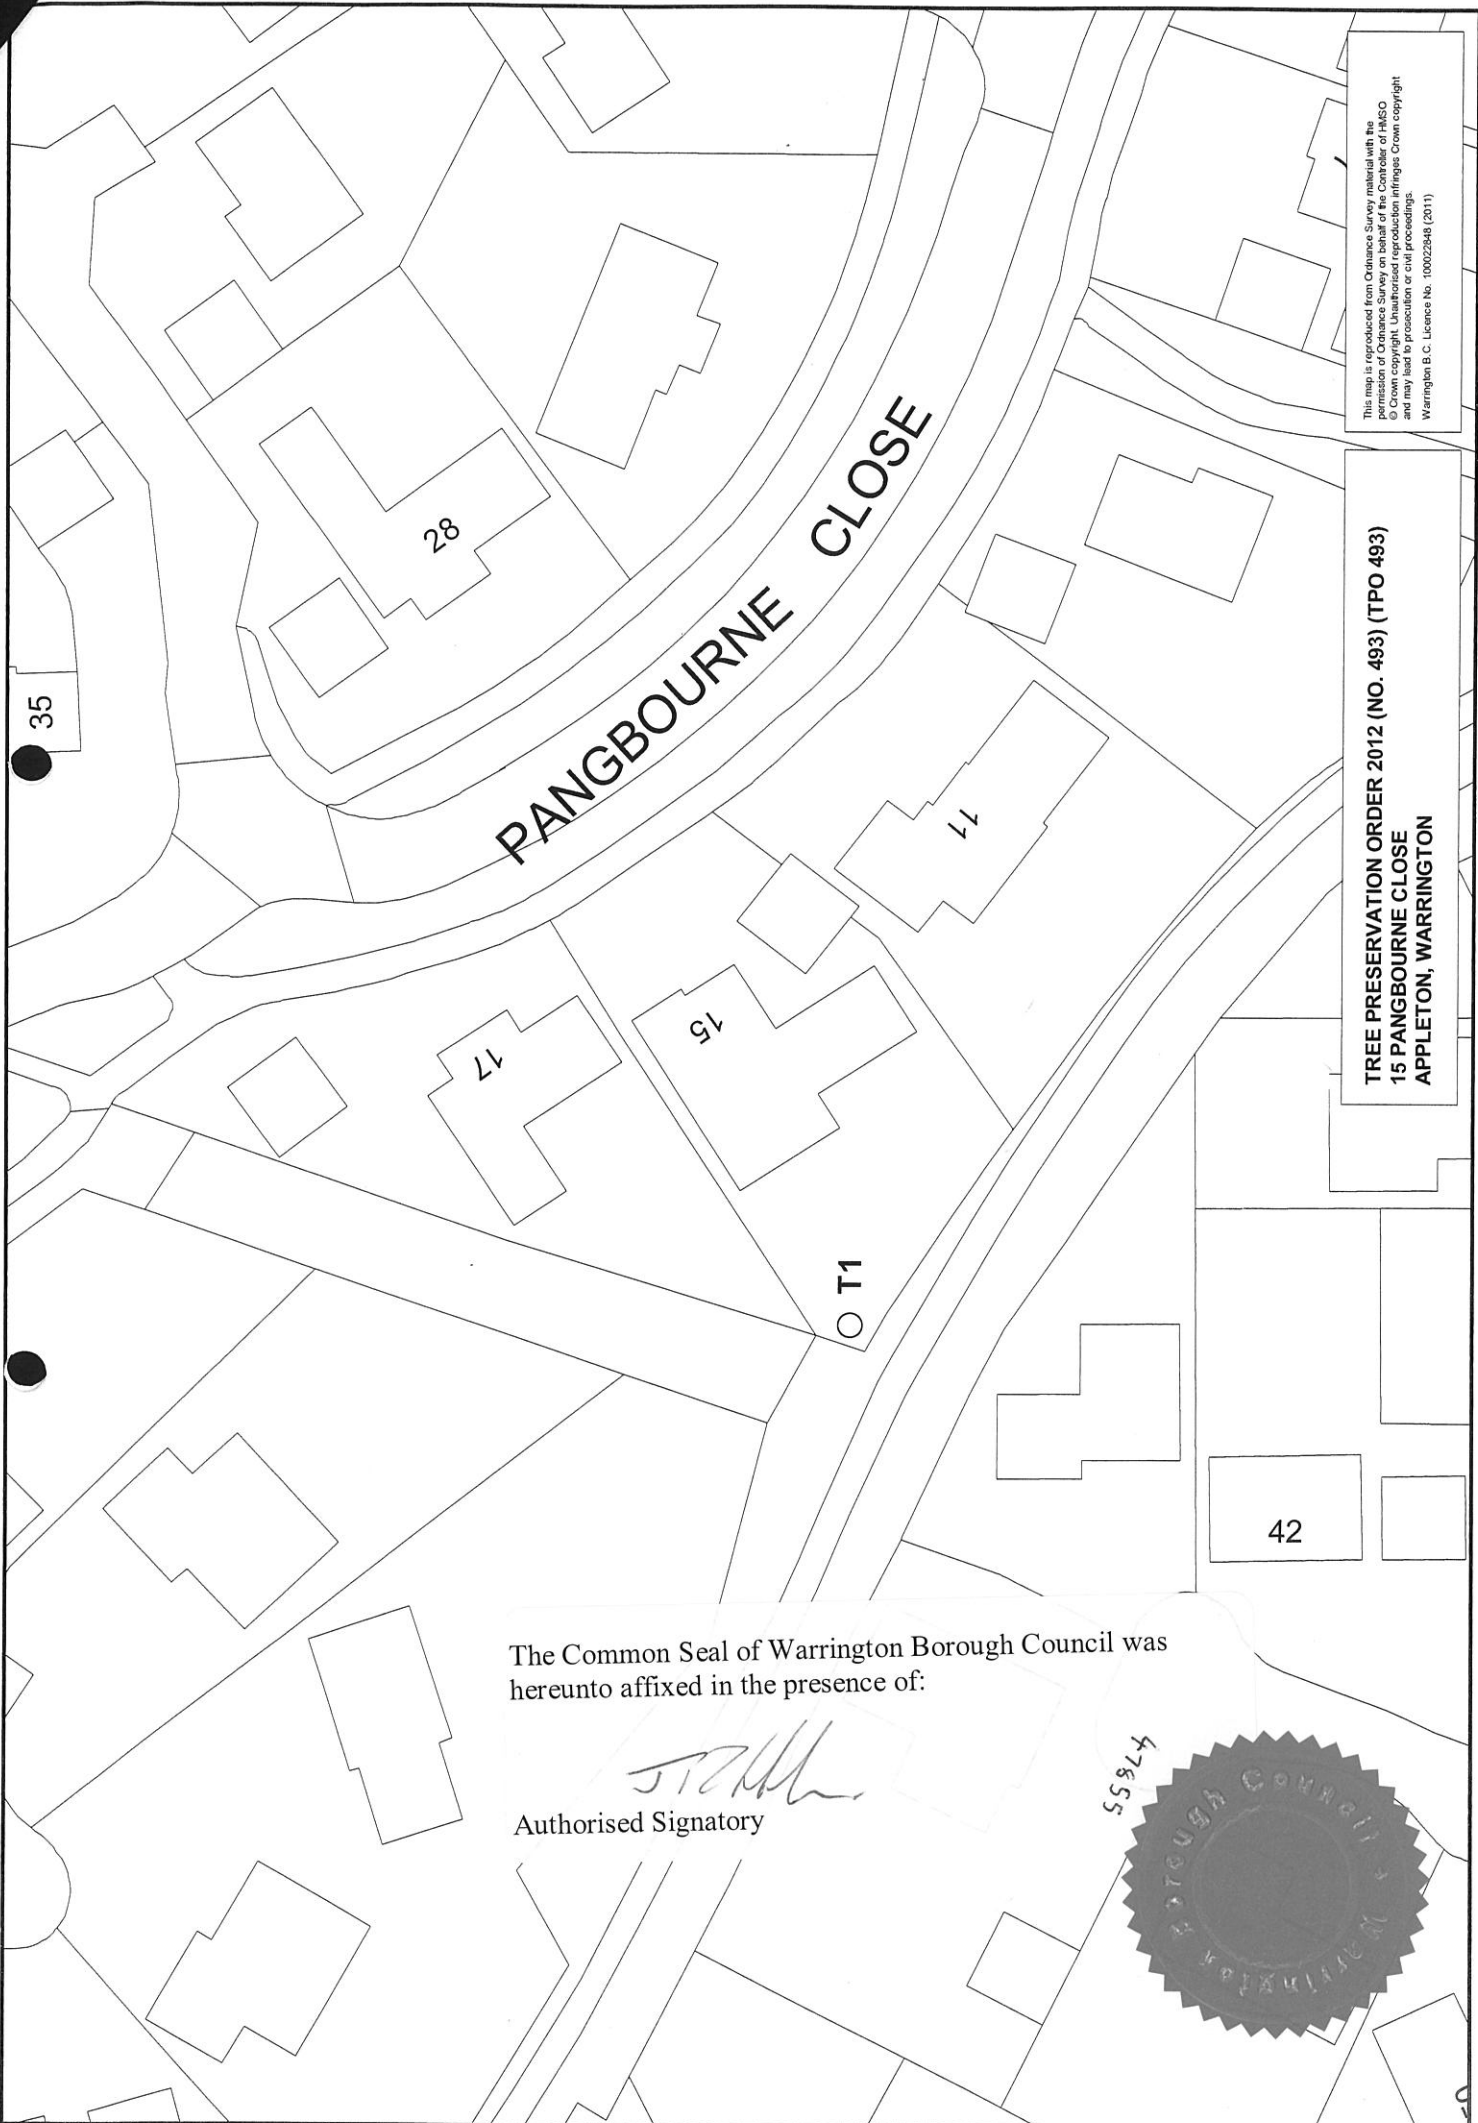 This map is reproduced from Ordnance Survey material with the
permission of Ordnance Survey on behalf of the Controller of HMSO
© Crown copyright. Unauthorised reproduction infringes Crown copyright
and may lead to prosecution or civil proceedings.
Warrington B.C. Licence No. 100022848 (2011)
TREE PRESERVATION ORDER 2012 (NO. 493) (TPO 493)
15 PANGBOURNE CLOSE
APPLETON, WARRINGTON
35
28
PANGBOURNE CLOSE
11
15
17
T1
42
The Common Seal of Warrington Borough Council was
hereunto affixed in the presence of:
Authorised Signatory
47855
Warrington Borough Council